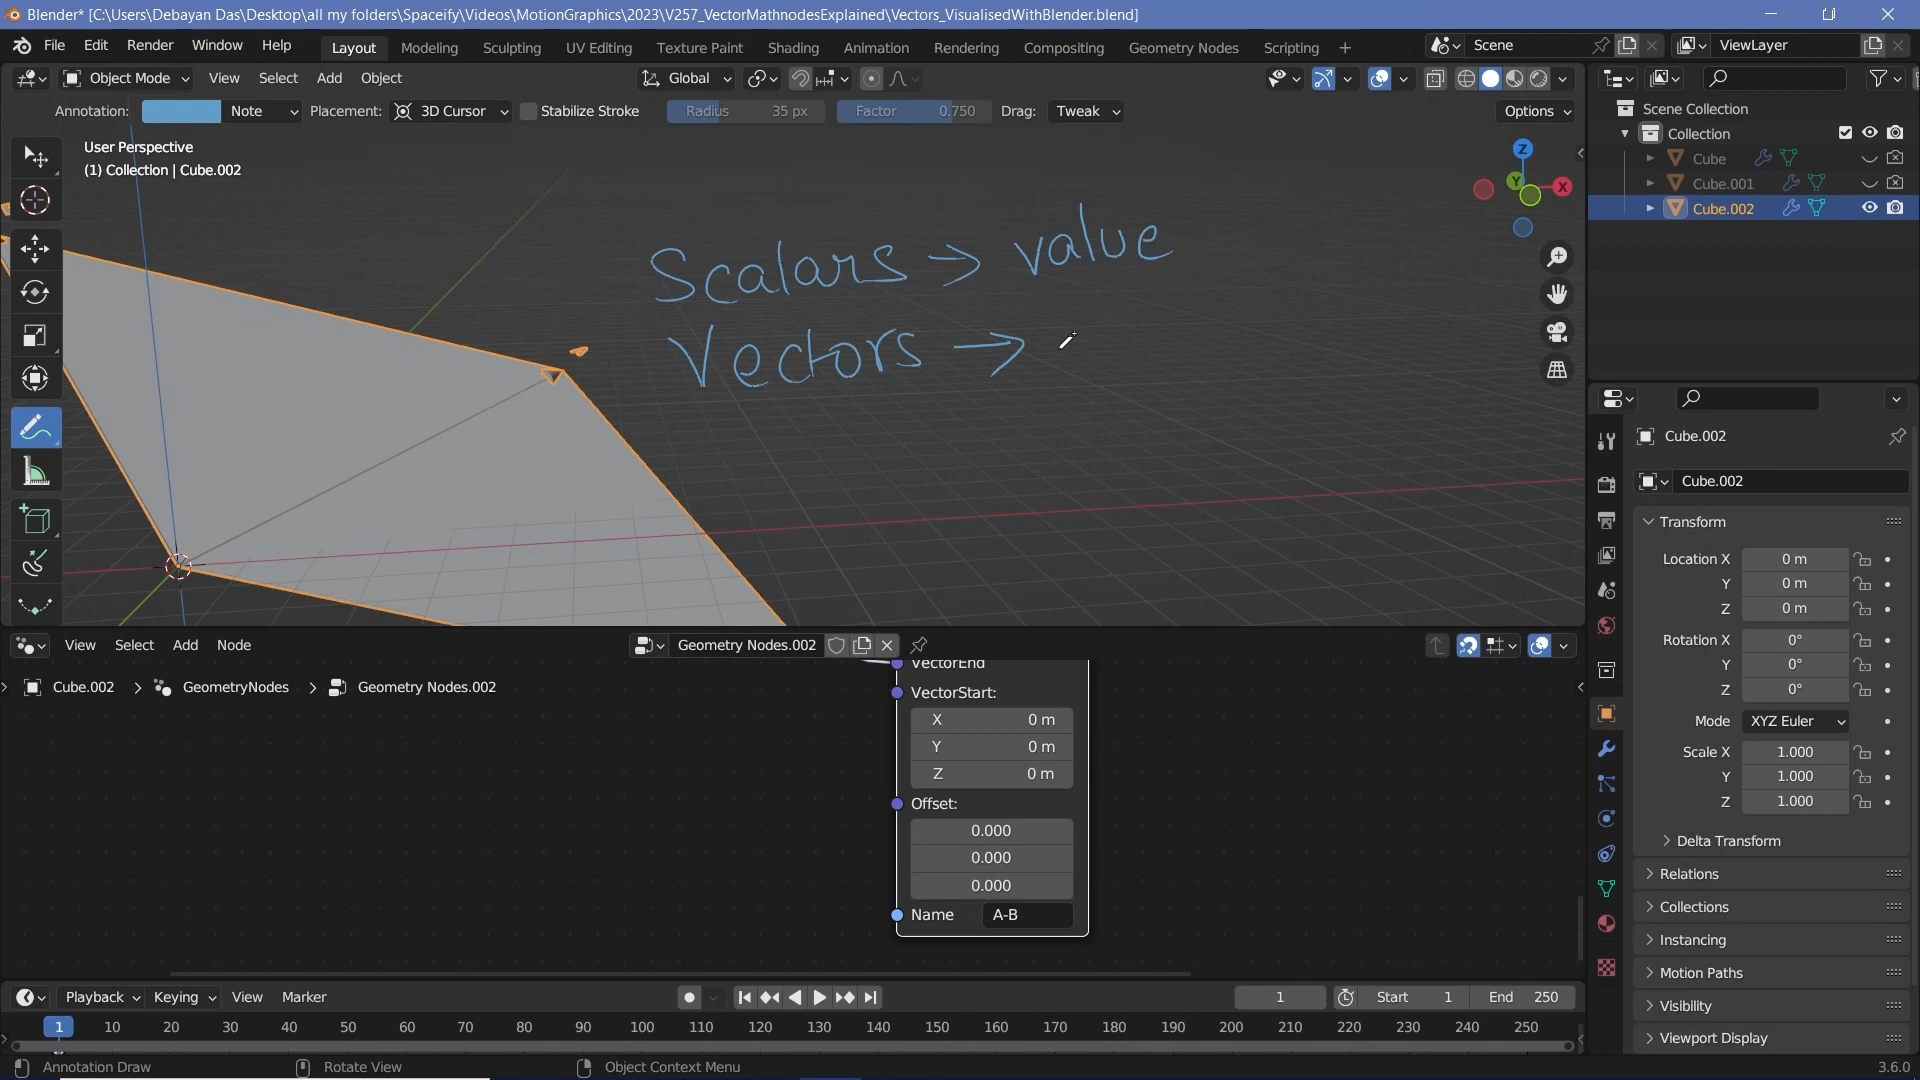 Blender* [C:\Users\Debayan Das\Desktop\all my folders\Spaceify\Videos\MotionGraphics\2023\V257_VectorMathnodesExplained\Vectors_VisualisedWithBlender.blend]
File Edit Render Window Help Layout Modeling Sculpting UV Editing Texture Paint Shading Animation Rendering Compositing Geometry Nodes Scripting + Scene ViewLayer
Object Mode View Select Add Object Global
Annotation: Note Placement: 3D Cursor Stabilize Stroke Radius 35 px Factor 0.750 Drag: Tweak Options
User Perspective
(1) Collection | Cube.002
Z
Y X
Scalars → value
Vectors →
Scene Collection
Collection
Cube
Cube.001
Cube.002
Cube.002
Cube.002
Transform
Location X 0 m
Y 0 m
Z 0 m
Rotation X 0°
Y 0°
Z 0°
Mode XYZ Euler
Scale X 1.000
Y 1.000
Z 1.000
Delta Transform
Relations
Collections
Instancing
Motion Paths
Visibility
Viewport Display
View Select Add Node Geometry Nodes.002
Cube.002 > GeometryNodes > Geometry Nodes.002
VectorEnd
VectorStart:
X 0 m
Y 0 m
Z 0 m
Offset:
0.000
0.000
0.000
Name A-B
Playback Keying View Marker 1 Start 1 End 250
1 10 20 30 40 50 60 70 80 90 100 110 120 130 140 150 160 170 180 190 200 210 220 230 240 250
Annotation Draw Rotate View Object Context Menu 3.6.0